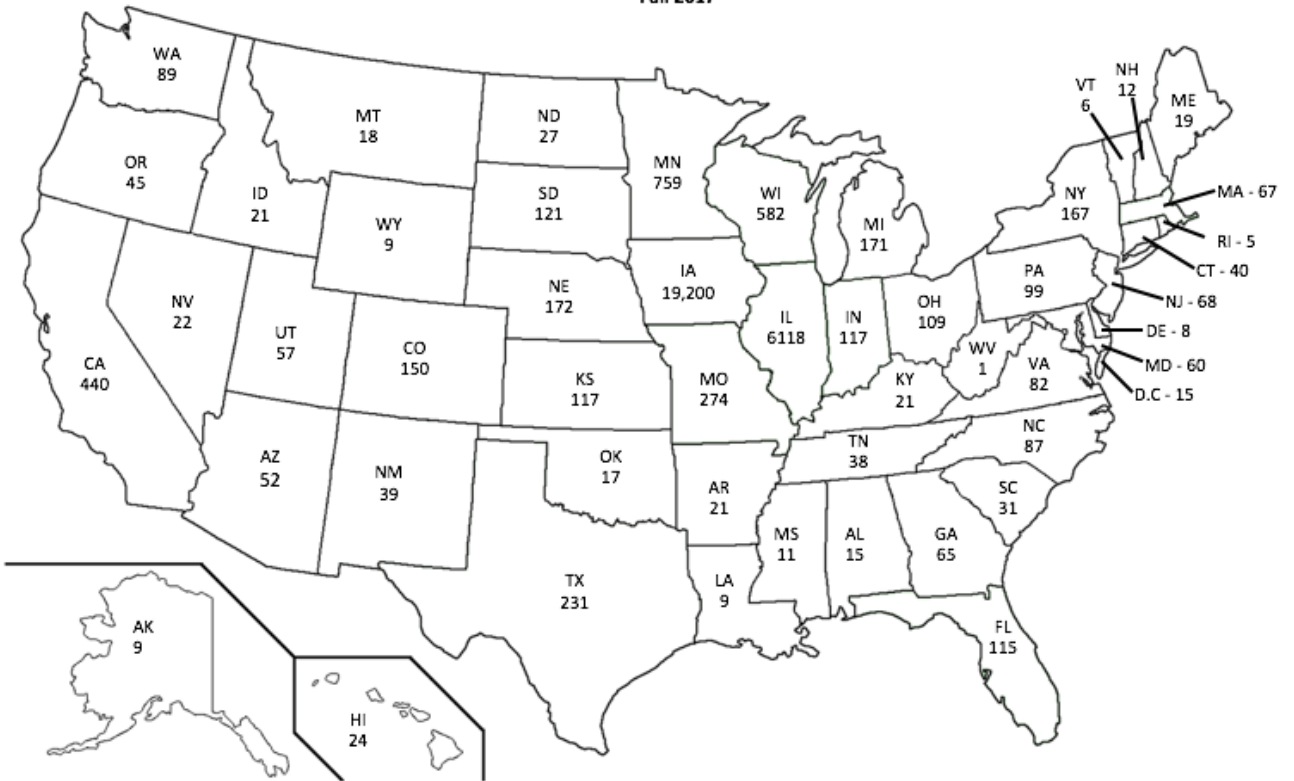 Fall 2017
WA
89
OR
45
CA
440
NV
22
ID
21
MT
18
WY
9
UT
57
CO
150
AZ
52
NM
39
ND
27
SD
121
NE
172
KS
117
OK
17
TX
231
MN
759
IA
19,200
MO
274
AR
21
LA
9
WI
582
IL
6118
MI
171
IN
117
OH
109
KY
21
TN
38
MS
11
AL
15
GA
65
FL
115
SC
31
NC
87
VA
82
WV
1
PA
99
NY
167
VT
6
NH
12
ME
19
MA - 67
RI - 5
CT - 40
NJ - 68
DE - 8
MD - 60
D.C - 15
AK
9
HI
24